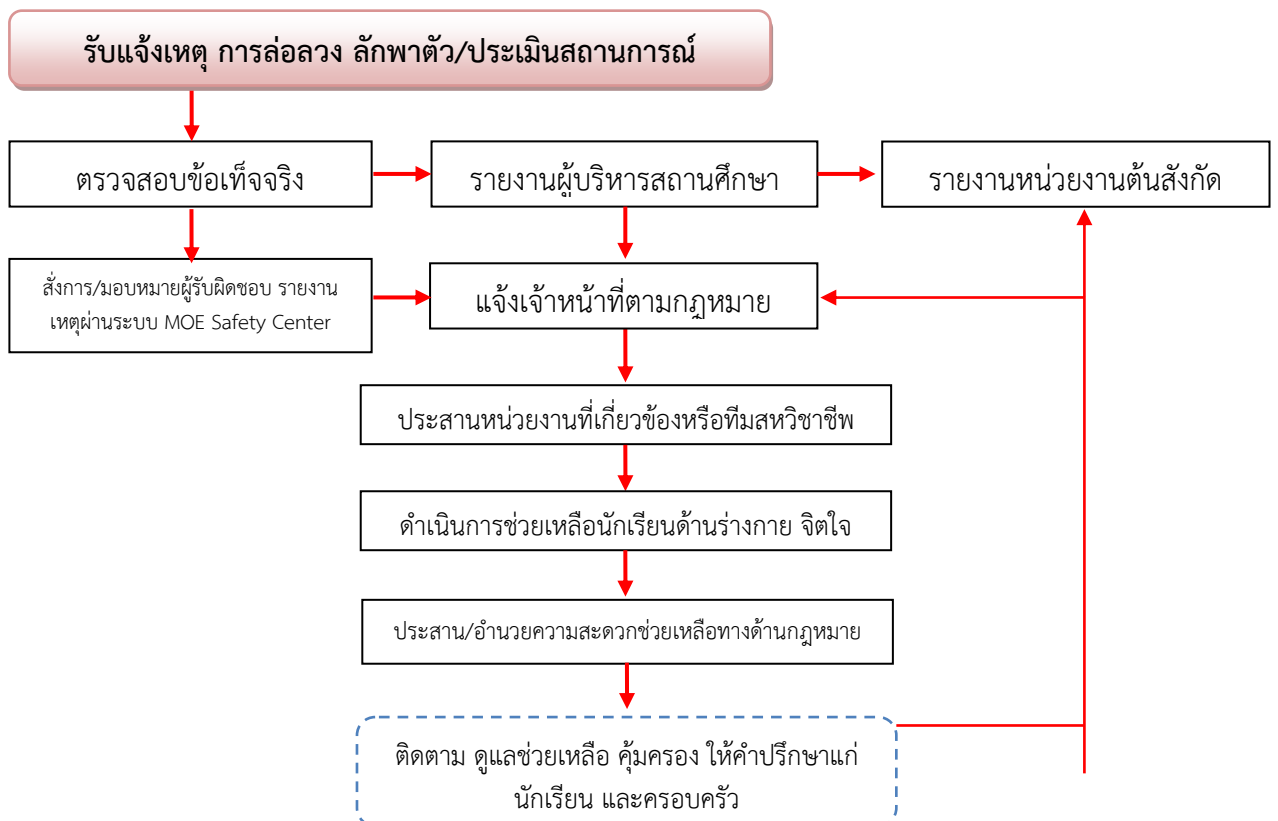 รับแจ้งเหตุ การล่อลวง ลักพาตัว/ประเมินสถานการณ์
ตรวจสอบข้อเท็จจริง
รายงานผู้บริหารสถานศึกษา
รายงานหน่วยงานต้นสังกัด
สั่งการ/มอบหมายผู้รับผิดชอบ รายงาน
เหตุผ่านระบบ MOE Safety Center
แจ้งเจ้าหน้าที่ตามกฎหมาย
ประสานหน่วยงานที่เกี่ยวข้องหรือทีมสหวิชาชีพ
ดำเนินการช่วยเหลือนักเรียนด้านร่างกาย จิตใจ
ประสาน/อำนวยความสะดวกช่วยเหลือทางด้านกฎหมาย
ติดตาม ดูแลช่วยเหลือ คุ้มครอง ให้คำปรึกษาแก่
นักเรียน และครอบครัว